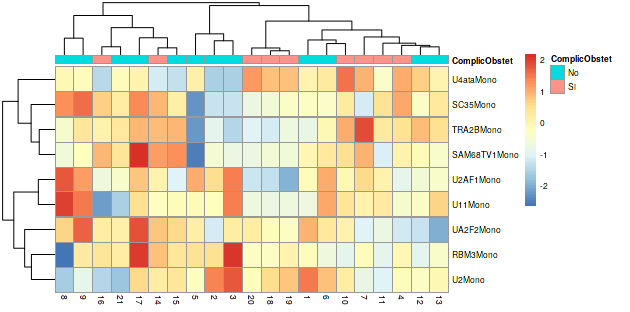 ComplicObstet
U4ataMono
SC35Mono
TRA2BMono
SAM68TV1Mono
U2AF1Mono
U11Mono
UA2F2Mono
RBM3Mono
U2Mono
8 9 16 21 17 14 15 5 2 3 20 18 19 1 6 10 7 11 4 12 13
2
1
0
-1
-2
ComplicObstet
No
SI